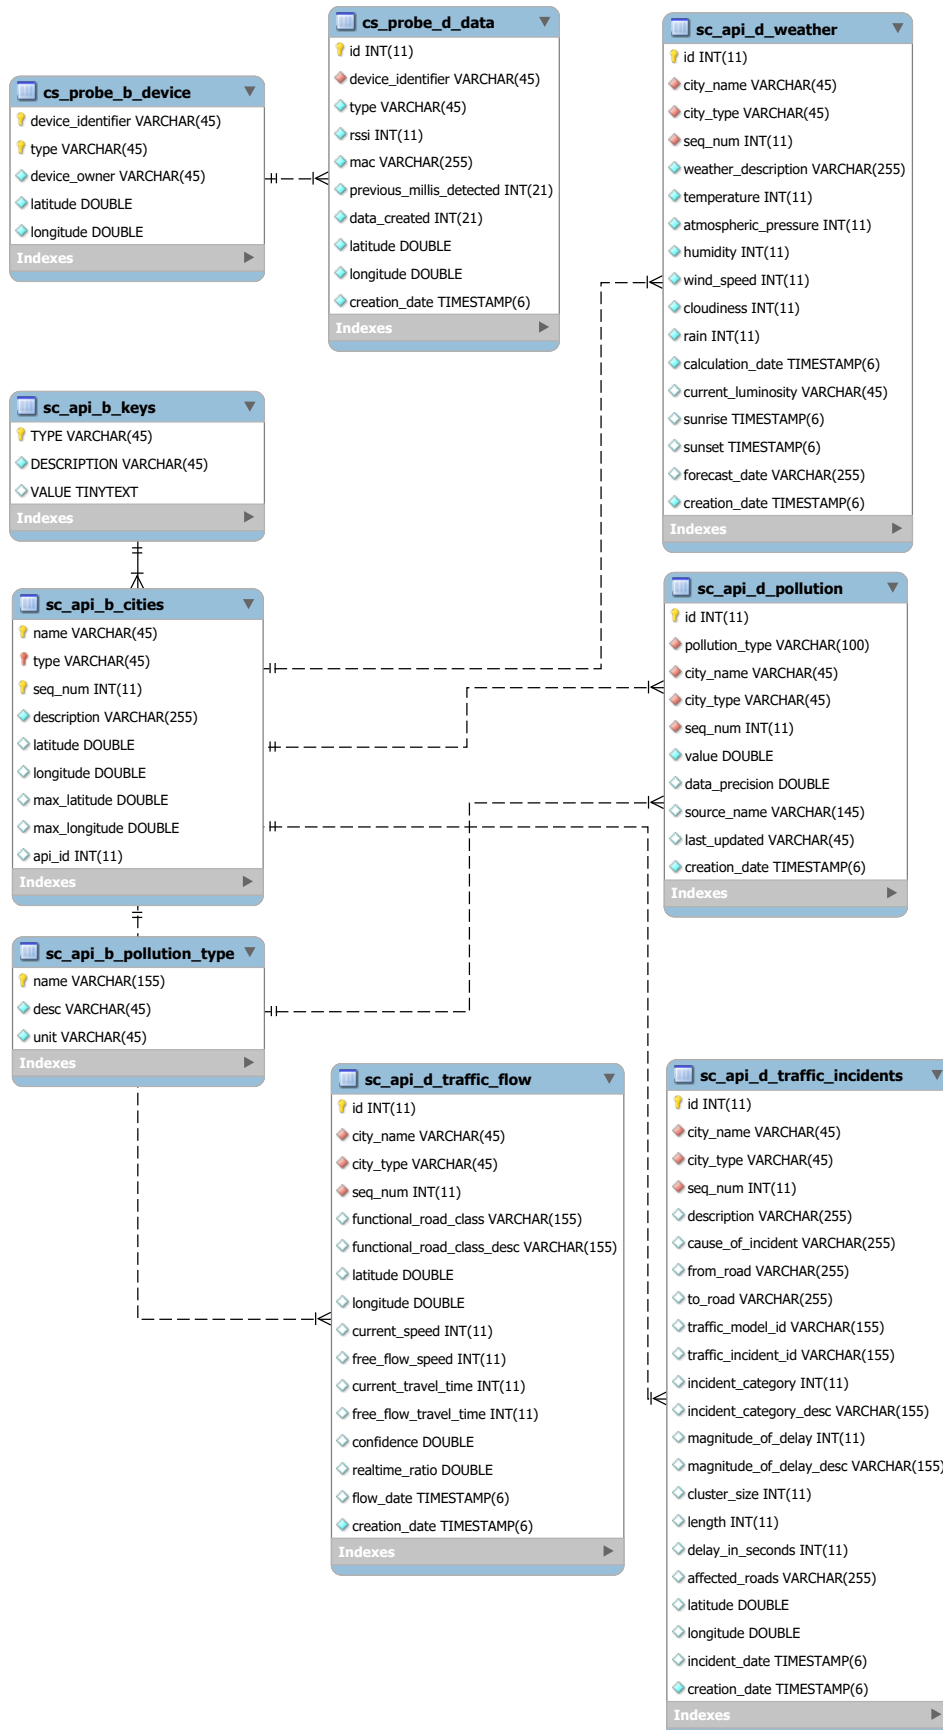 cs_probe_b_device
device_identifier VARCHAR(45)
type VARCHAR(45)
device_owner VARCHAR(45)
latitude DOUBLE
longitude DOUBLE
Indexes
cs_probe_d_data
id INT(11)
device_identifier VARCHAR(45)
type VARCHAR(45)
rssi INT(11)
mac VARCHAR(255)
previous_millis_detected INT(21)
data_created INT(21)
latitude DOUBLE
longitude DOUBLE
creation_date TIMESTAMP(6)
Indexes
sc_api_d_weather
id INT(11)
city_name VARCHAR(45)
city_type VARCHAR(45)
seq_num INT(11)
weather_description VARCHAR(255)
temperature INT(11)
atmospheric_pressure INT(11)
humidity INT(11)
wind_speed INT(11)
cloudiness INT(11)
rain INT(11)
calculation_date TIMESTAMP(6)
current_luminosity VARCHAR(45)
sunrise TIMESTAMP(6)
sunset TIMESTAMP(6)
forecast_date VARCHAR(255)
creation_date TIMESTAMP(6)
Indexes
sc_api_b_keys
TYPE VARCHAR(45)
DESCRIPTION VARCHAR(45)
VALUE TINYTEXT
Indexes
sc_api_b_cities
name VARCHAR(45)
type VARCHAR(45)
seq_num INT(11)
description VARCHAR(255)
latitude DOUBLE
longitude DOUBLE
max_latitude DOUBLE
max_longitude DOUBLE
api_id INT(11)
Indexes
sc_api_d_pollution
id INT(11)
pollution_type VARCHAR(100)
city_name VARCHAR(45)
city_type VARCHAR(45)
seq_num INT(11)
value DOUBLE
data_precision DOUBLE
source_name VARCHAR(145)
last_updated VARCHAR(45)
creation_date TIMESTAMP(6)
Indexes
sc_api_b_pollution_type
name VARCHAR(155)
desc VARCHAR(45)
unit VARCHAR(45)
Indexes
sc_api_d_traffic_flow
id INT(11)
city_name VARCHAR(45)
city_type VARCHAR(45)
seq_num INT(11)
functional_road_class VARCHAR(155)
functional_road_class_desc VARCHAR(155)
latitude DOUBLE
longitude DOUBLE
current_speed INT(11)
free_flow_speed INT(11)
current_travel_time INT(11)
free_flow_travel_time INT(11)
confidence DOUBLE
realtime_ratio DOUBLE
flow_date TIMESTAMP(6)
creation_date TIMESTAMP(6)
Indexes
sc_api_d_traffic_incidents
id INT(11)
city_name VARCHAR(45)
city_type VARCHAR(45)
seq_num INT(11)
description VARCHAR(255)
cause_of_incident VARCHAR(255)
from_road VARCHAR(255)
to_road VARCHAR(255)
traffic_model_id VARCHAR(155)
traffic_incident_id VARCHAR(155)
incident_category INT(11)
incident_category_desc VARCHAR(155)
magnitude_of_delay INT(11)
magnitude_of_delay_desc VARCHAR(155)
cluster_size INT(11)
length INT(11)
delay_in_seconds INT(11)
affected_roads VARCHAR(255)
latitude DOUBLE
longitude DOUBLE
incident_date TIMESTAMP(6)
creation_date TIMESTAMP(6)
Indexes